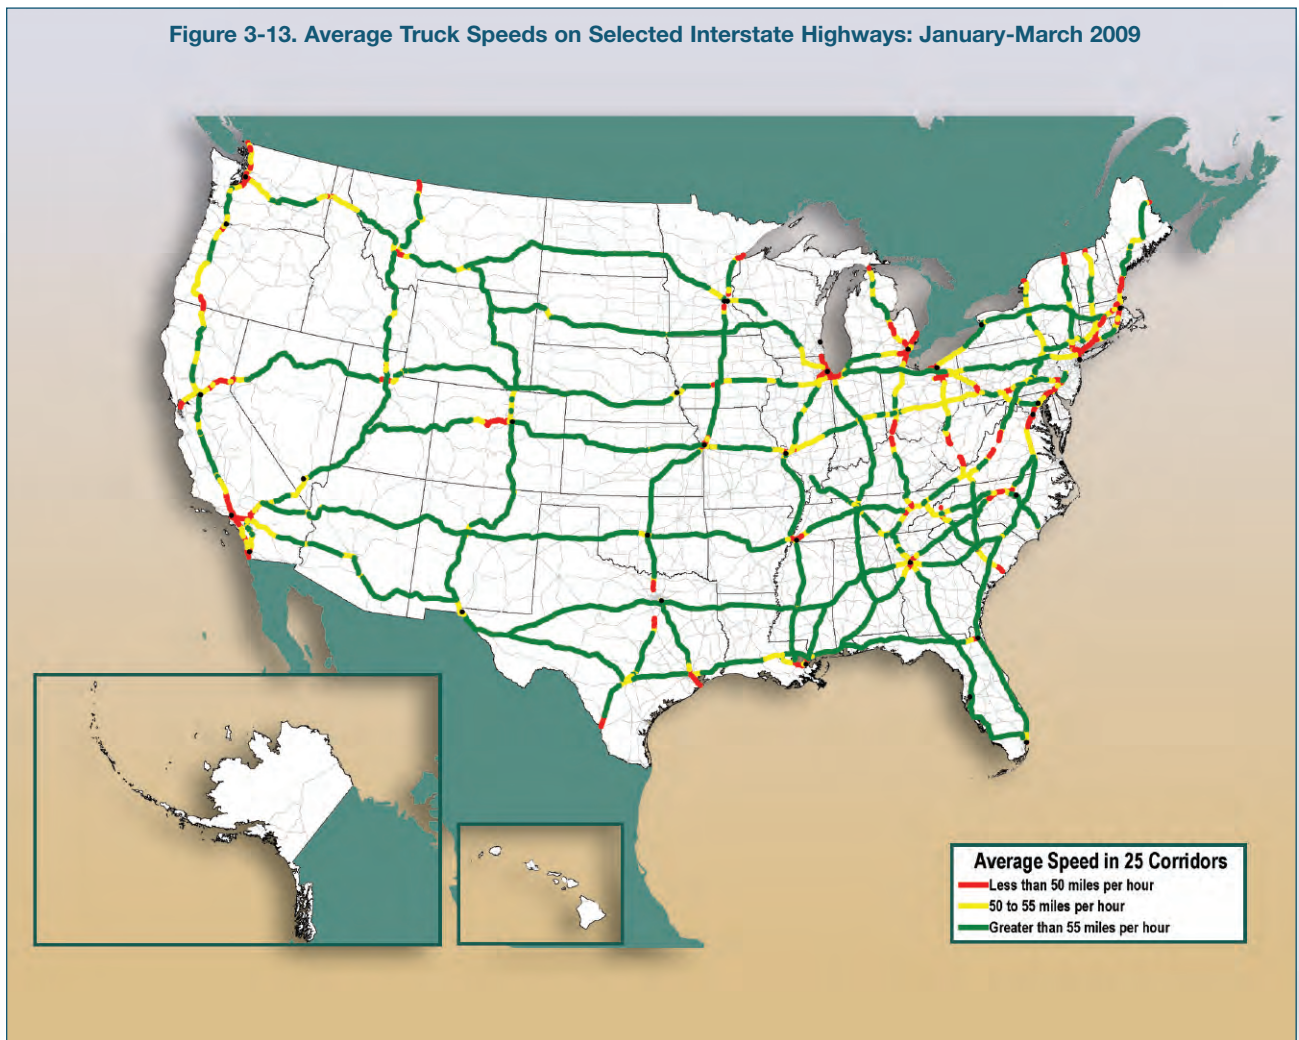 Figure 3-13. Average Truck Speeds on Selected Interstate Highways: January-March 2009
Average Speed in 25 Corridors
Less than 50 miles per hour
50 to 55 miles per hour
Greater than 55 miles per hour